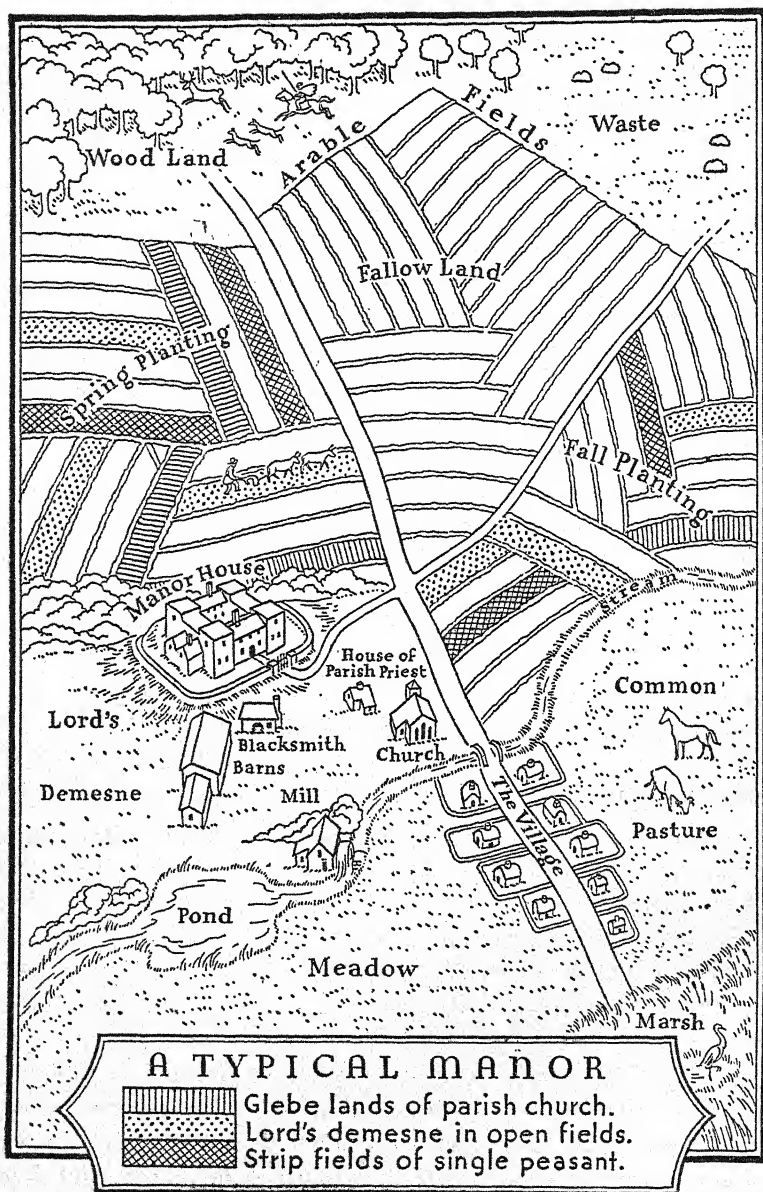 Wood Land
Arable Fields
Waste
Fallow Land
Spring Planting
Fall Planting
Manor House
Stream
House of
Parish Priest
Common
Lord's
Blacksmith
Church
Barns
Demesne
Mill
The Village
Pasture
Pond
Meadow
Marsh
A TYPICAL MANOR
Glebe lands of parish church.
Lord's demesne in open fields.
Strip fields of single peasant.